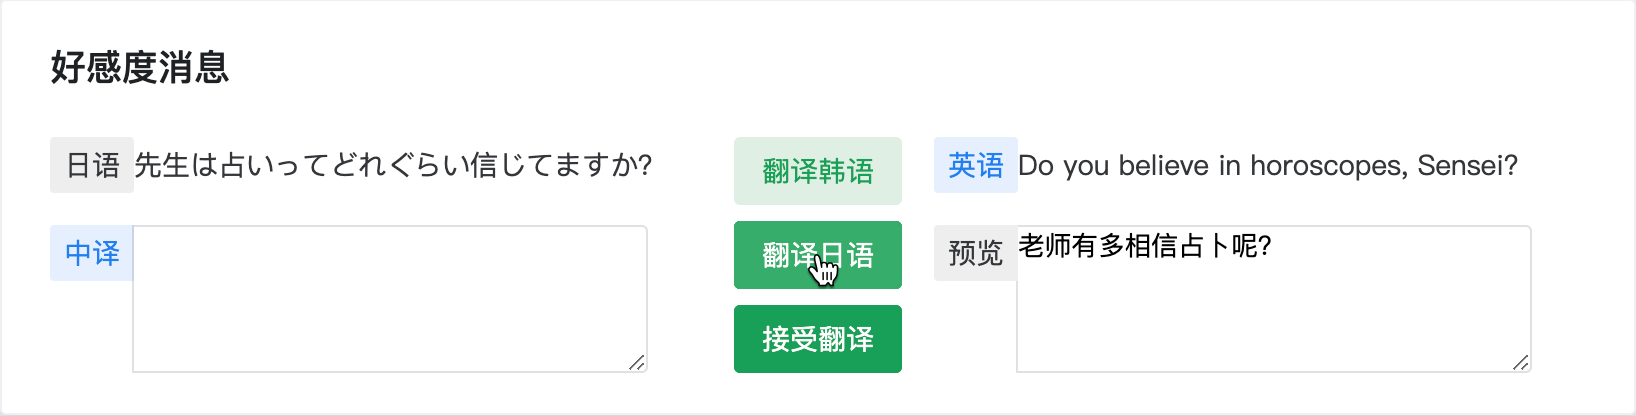 好感度消息
日语 先生は占いってどれぐらい信じてますか?
翻译韩语
英语 Do you believe in horoscopes, Sensei?
中译
翻译日语
预览 老师有多相信占卜呢?
接受翻译